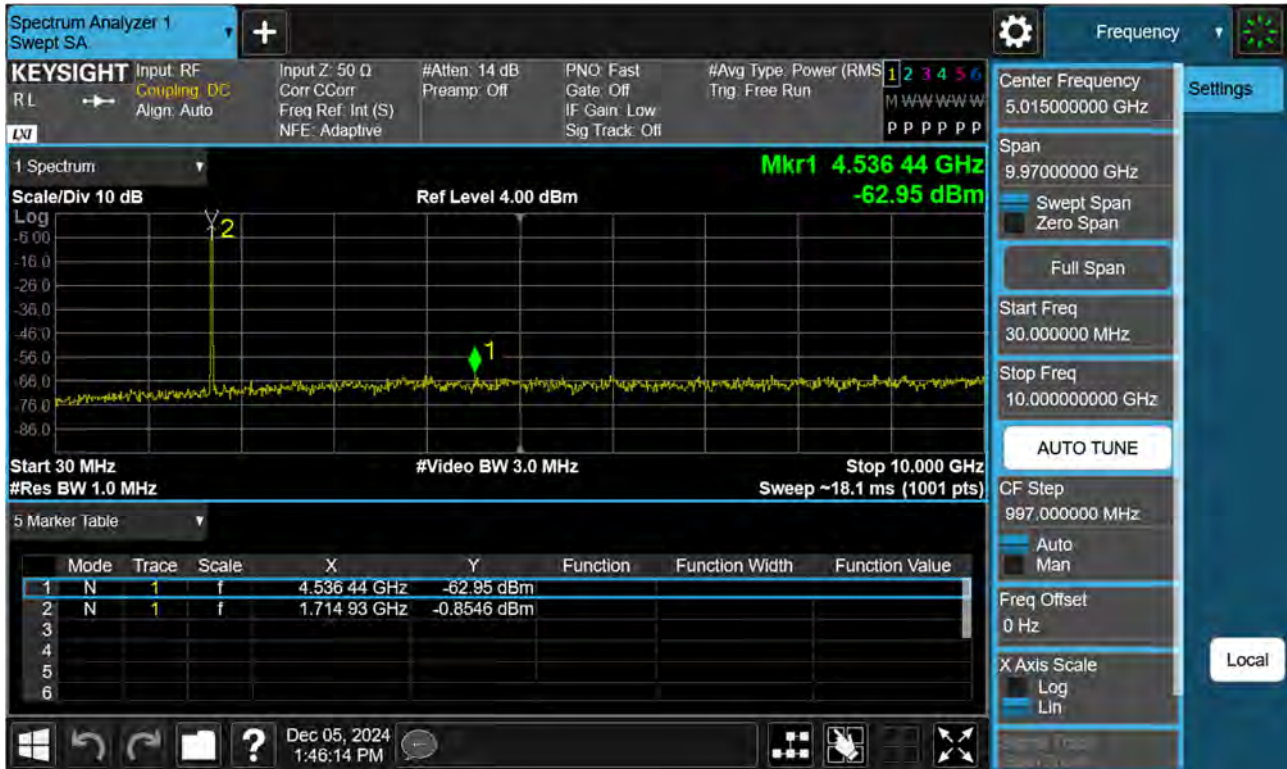 Spectrum Analyzer 1
Swept SA
+
Frequency
KEYSIGHT
RL
LXI
Input: RF
Coupling: DC
Align: Auto
Input Z: 50 Ω
Corr CCorr
Freq Ref: Int (S)
NFE: Adaptive
#Atten: 14 dB
Preamp: Off
PNO: Fast
Gate: Off
IF Gain: Low
Sig Track: Off
#Avg Type: Power (RMS
Trig: Free Run
1 2 3 4 5 6
M W W W W W
P P P P P P
1 Spectrum
Mkr1 4.536 44 GHz
-62.95 dBm
Scale/Div 10 dB
Ref Level 4.00 dBm
Log
-6.00
-16.0
-26.0
-36.0
-46.0
-56.0
-66.0
-76.0
-86.0
2
1
Start 30 MHz
#Video BW 3.0 MHz
Stop 10.000 GHz
#Res BW 1.0 MHz
Sweep ~18.1 ms (1001 pts)
5 Marker Table
Mode Trace Scale X Y Function Function Width Function Value
1 N 1 f 4.536 44 GHz -62.95 dBm
2 N 1 f 1.714 93 GHz -0.8546 dBm
3
4
5
6
Center Frequency
5.015000000 GHz
Span
9.97000000 GHz
Swept Span
Zero Span
Full Span
Start Freq
30.000000 MHz
Stop Freq
10.000000000 GHz
AUTO TUNE
CF Step
997.000000 MHz
Auto
Man
Freq Offset
0 Hz
X Axis Scale
Log
Lin
Settings
Local
?
Dec 05, 2024
1:46:14 PM